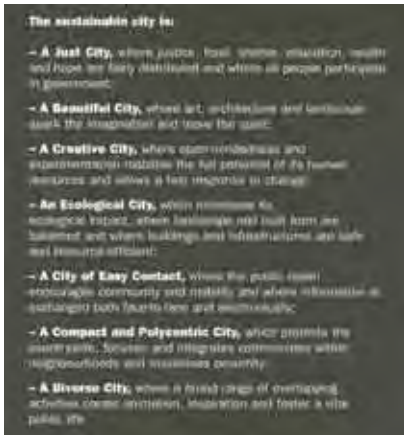 The sustainable city is:
– A Just City, where justice, food, shelter, education, health
and hope are fairly distributed and where all people participate
in government;
– A Beautiful City, where art, architecture and landscape
spark the imagination and move the spirit;
– A Creative City, where open-mindedness and
experimentation mobilise the full potential of its human
resources and allows a fast response to change;
– An Ecological City, which minimises its
ecological impact, where landscape and built form are
balanced and where buildings and infrastructures are safe
and resource-efficient;
– A City of Easy Contact, where the public realm
encourages community and mobility and where information is
exchanged both face-to-face and electronically;
– A Compact and Polycentric City, which protects the
countryside, focuses and integrates communities within
neighbourhoods and maximises proximity;
– A Diverse City, where a broad range of overlapping
activities create animation, inspiration and foster a vital
public life